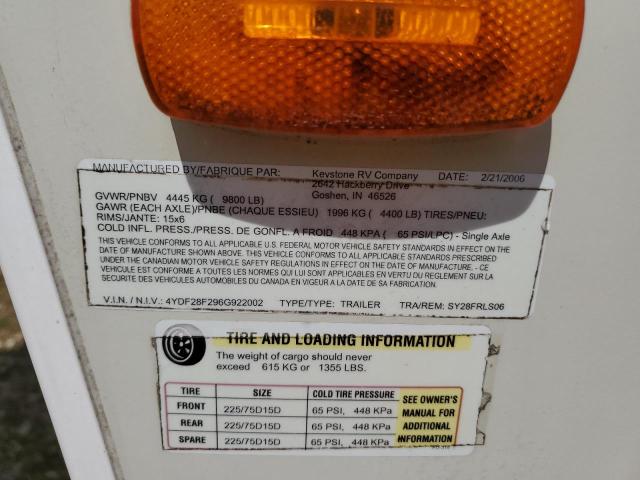 MANUFACTURED BY/FABRIQUE PAR: Keystone RV Company DATE: 2/21/2006
2642 Hackberry Drive
GVWR/PNBV 4445 KG ( 9800 LB) Goshen, IN 46526
GAWR (EACH AXLE)/PNBE (CHAQUE ESSIEU) 1996 KG ( 4400 LB) TIRES/PNEU:
RIMS/JANTE: 15x6
COLD INFL. PRESS./PRESS. DE GONFL. A FROID 448 KPA ( 65 PSI/LPC) - Single Axle
THIS VEHICLE CONFORMS TO ALL APPLICABLE U.S. FEDERAL MOTOR VEHICLE SAFETY STANDARDS IN EFFECT ON THE
DATE OF MANUFACTURE SHOWN ABOVE. THIS VEHICLE CONFORMS TO ALL APPLICABLE STANDARDS PRESCRIBED
UNDER THE CANADIAN MOTOR VEHICLE SAFETY REGULATIONS IN EFFECT ON THE DATE OF MANUFACTURE. - CE
VEHICULE EST CONFORME A TOUTES LES NORMES QUI LUI SONT APPLICABLES EN VERTU DU REGLEMENT SUR LA
SECURITE DES VEHICULES AUTOMOBILES DU CANADA EN VIGEUR A LA DATE DE SA FABRICATION.
V.I.N. / N.I.V.: 4YDF28F296G922002 TYPE/TYPE: TRAILER TRA/REM: SY28FRLS06
TIRE AND LOADING INFORMATION
The weight of cargo should never
exceed 615 KG or 1355 LBS.
TIRE SIZE COLD TIRE PRESSURE
FRONT 225/75D15D 65 PSI, 448 KPa
REAR 225/75D15D 65 PSI, 448 KPa
SPARE 225/75D15D 65 PSI, 448 KPa
SEE OWNER'S
MANUAL FOR
ADDITIONAL
INFORMATION